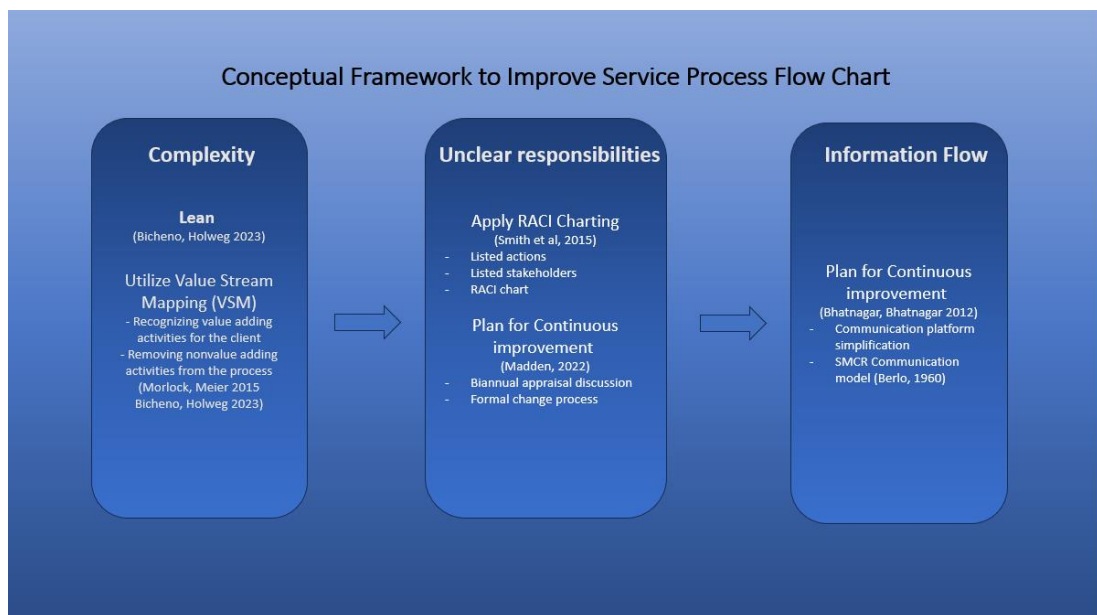 Conceptual Framework to Improve Service Process Flow Chart
Complexity
Lean
(Bicheno, Holweg 2023)
Utilize Value Stream
Mapping (VSM)
- Recognizing value adding
activities for the client
- Removing nonvalue adding
activities from the process
(Morlock, Meier 2015
Bicheno, Holweg 2023)
Unclear responsibilities
Apply RACI Charting
(Smith et al, 2015)
- Listed actions
- Listed stakeholders
- RACI chart
Plan for Continuous
improvement
(Madden, 2022)
- Biannual appraisal discussion
- Formal change process
Information Flow
Plan for Continuous
improvement
(Bhatnagar, Bhatnagar 2012)
- Communication platform
simplification
- SMCR Communication
model (Berlo, 1960)